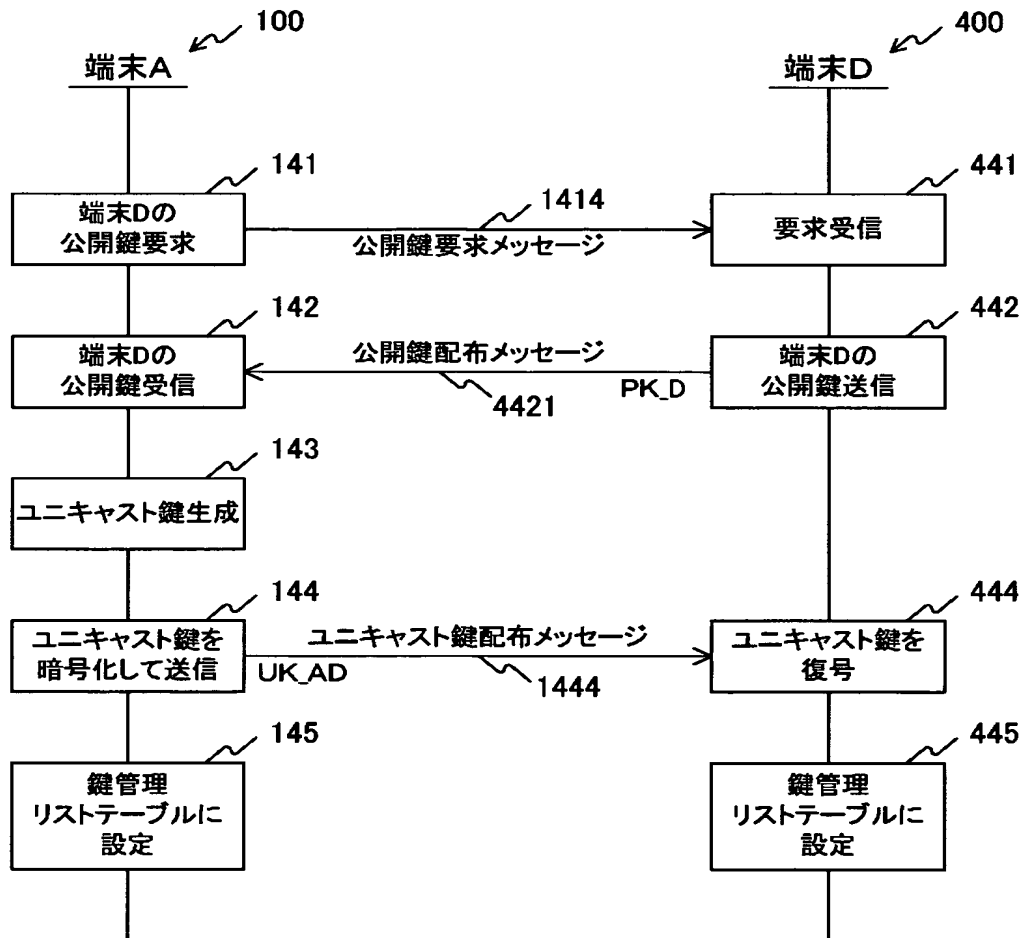 100
端末A
400
端末D
141
端末Dの
公開鍵要求
1414
公開鍵要求メッセージ
441
要求受信
142
端末Dの
公開鍵受信
公開鍵配布メッセージ
4421
PK_D
442
端末Dの
公開鍵送信
143
ユニキャスト鍵生成
144
ユニキャスト鍵を
暗号化して送信
ユニキャスト鍵配布メッセージ
UK_AD
1444
444
ユニキャスト鍵を
復号
145
鍵管理
リストテーブルに
設定
445
鍵管理
リストテーブルに
設定